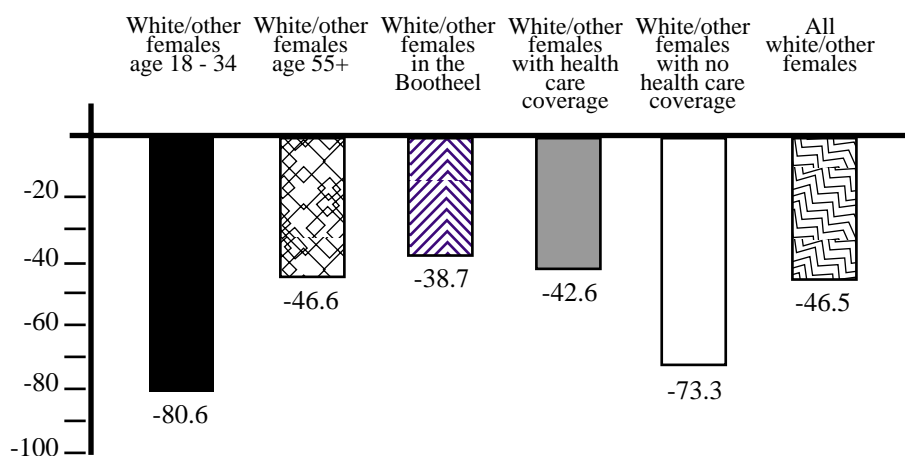 White/other
females
age 18 - 34
White/other
females
age 55+
White/other
females
in the
Bootheel
White/other
females
with health
care
coverage
White/other
females
with no
health care
coverage
All
white/other
females
-20
-40
-60
-80
-100
-80.6
-46.6
-38.7
-42.6
-73.3
-46.5